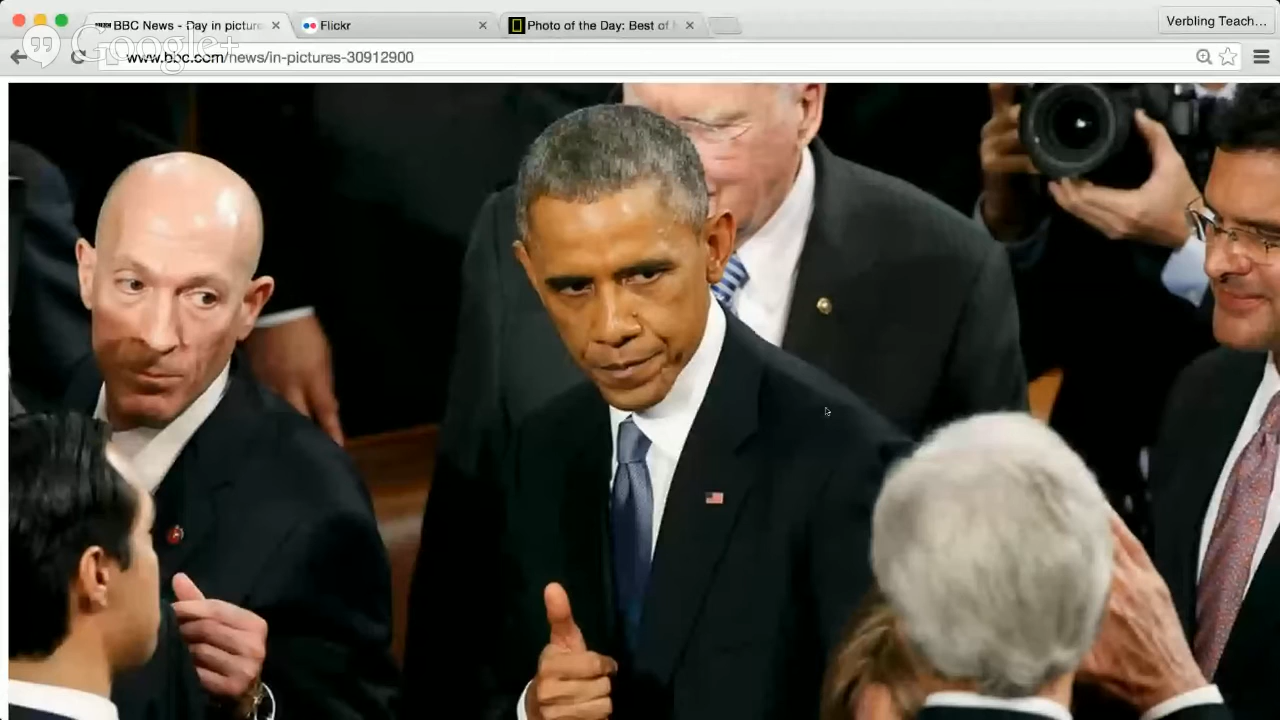 BBC News - Day in picture
Flickr
Photo of the Day: Best of
Verbling Teach...
Google+
www.bbc.com/news/in-pictures-30912900